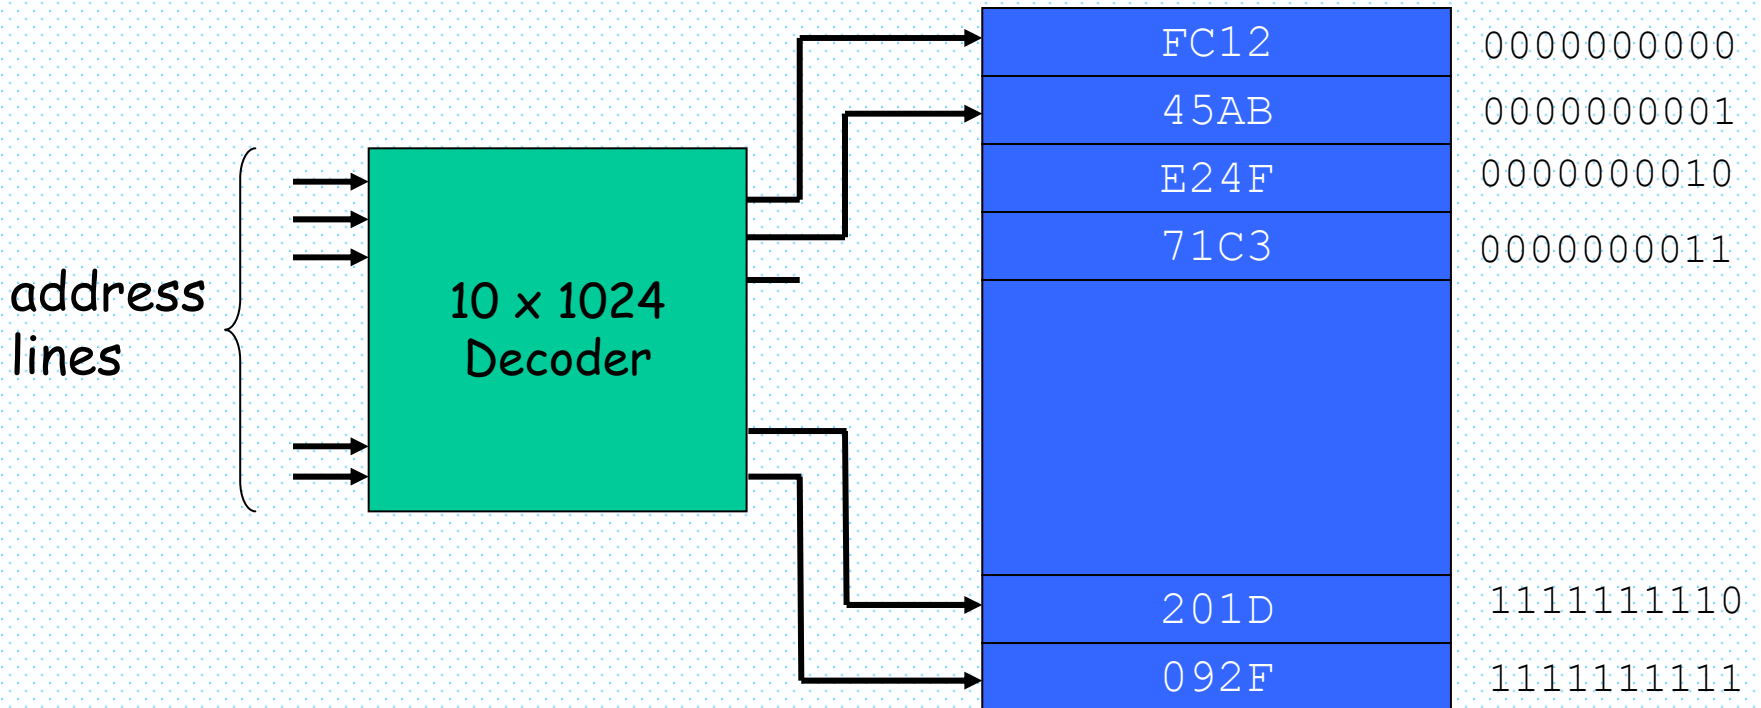 address
lines
10 x 1024
Decoder
FC12 0000000000
45AB 0000000001
E24F 0000000010
71C3 0000000011
201D 1111111110
092F 1111111111